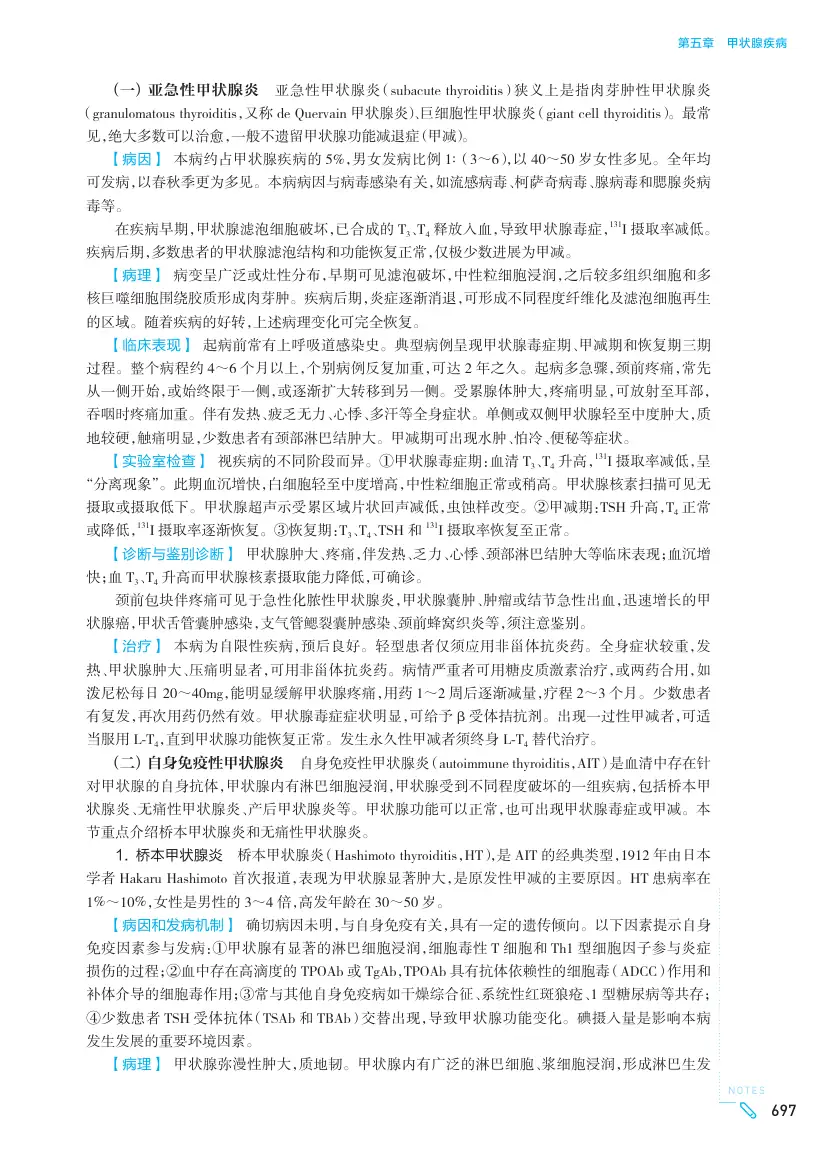 第五章 甲状腺疾病
(一) 亚急性甲状腺炎 亚急性甲状腺炎(subacute thyroiditis)狭义上是指肉芽肿性甲状腺炎
(granulomatous thyroiditis,又称 de Quervain 甲状腺炎)、巨细胞性甲状腺炎(giant cell thyroiditis)。最常
见,绝大多数可以治愈,一般不遗留甲状腺功能减退症(甲减)。
【病因】 本病约占甲状腺疾病的 5%,男女发病比例 1:(3～6),以 40～50 岁女性多见。全年均
可发病,以春秋季更为多见。本病病因与病毒感染有关,如流感病毒、柯萨奇病毒、腺病毒和腮腺炎病
毒等。
在疾病早期,甲状腺滤泡细胞破坏,已合成的 T₃、T₄ 释放入血,导致甲状腺毒症,¹³¹I 摄取率减低。
疾病后期,多数患者的甲状腺滤泡结构和功能恢复正常,仅极少数进展为甲减。
【病理】 病变呈广泛或灶性分布,早期可见滤泡破坏,中性粒细胞浸润,之后较多组织细胞和多
核巨噬细胞围绕胶质形成肉芽肿。疾病后期,炎症逐渐消退,可形成不同程度纤维化及滤泡细胞再生
的区域。随着疾病的好转,上述病理变化可完全恢复。
【临床表现】 起病前常有上呼吸道感染史。典型病例呈现甲状腺毒症期、甲减期和恢复期三期
过程。整个病程约 4～6 个月以上,个别病例反复加重,可达 2 年之久。起病多急骤,颈前疼痛,常先
从一侧开始,或始终限于一侧,或逐渐扩大转移到另一侧。受累腺体肿大,疼痛明显,可放射至耳部,
吞咽时疼痛加重。伴有发热、疲乏无力、心悸、多汗等全身症状。单侧或双侧甲状腺轻至中度肿大,质
地较硬,触痛明显,少数患者有颈部淋巴结肿大。甲减期可出现水肿、怕冷、便秘等症状。
【实验室检查】 视疾病的不同阶段而异。①甲状腺毒症期:血清 T₃、T₄ 升高,¹³¹I 摄取率减低,呈
“分离现象”。此期血沉增快,白细胞轻至中度增高,中性粒细胞正常或稍高。甲状腺核素扫描可见无
摄取或摄取低下。甲状腺超声示受累区域片状回声减低,虫蚀样改变。②甲减期:TSH 升高,T₄ 正常
或降低,¹³¹I 摄取率逐渐恢复。③恢复期:T₃、T₄、TSH 和 ¹³¹I 摄取率恢复至正常。
【诊断与鉴别诊断】 甲状腺肿大、疼痛,伴发热、乏力、心悸、颈部淋巴结肿大等临床表现;血沉增
快;血 T₃、T₄ 升高而甲状腺核素摄取能力降低,可确诊。
颈前包块伴疼痛可见于急性化脓性甲状腺炎,甲状腺囊肿、肿瘤或结节急性出血,迅速增长的甲
状腺癌,甲状舌管囊肿感染,支气管鳃裂囊肿感染、颈前蜂窝织炎等,须注意鉴别。
【治疗】 本病为自限性疾病,预后良好。轻型患者仅须应用非甾体抗炎药。全身症状较重,发
热、甲状腺肿大、压痛明显者,可用非甾体抗炎药。病情严重者可用糖皮质激素治疗,或两药合用,如
泼尼松每日 20～40mg,能明显缓解甲状腺疼痛,用药 1～2 周后逐渐减量,疗程 2～3 个月。少数患者
有复发,再次用药仍然有效。甲状腺毒症症状明显,可给予 β 受体拮抗剂。出现一过性甲减者,可适
当服用 L-T₄,直到甲状腺功能恢复正常。发生永久性甲减者须终身 L-T₄ 替代治疗。
(二) 自身免疫性甲状腺炎 自身免疫性甲状腺炎(autoimmune thyroiditis,AIT)是血清中存在针
对甲状腺的自身抗体,甲状腺内有淋巴细胞浸润,甲状腺受到不同程度破坏的一组疾病,包括桥本甲
状腺炎、无痛性甲状腺炎、产后甲状腺炎等。甲状腺功能可以正常,也可出现甲状腺毒症或甲减。本
节重点介绍桥本甲状腺炎和无痛性甲状腺炎。
1. 桥本甲状腺炎 桥本甲状腺炎(Hashimoto thyroiditis,HT),是 AIT 的经典类型,1912 年由日本
学者 Hakaru Hashimoto 首次报道,表现为甲状腺显著肿大,是原发性甲减的主要原因。HT 患病率在
1%～10%,女性是男性的 3～4 倍,高发年龄在 30～50 岁。
【病因和发病机制】 确切病因未明,与自身免疫有关,具有一定的遗传倾向。以下因素提示自身
免疫因素参与发病:①甲状腺有显著的淋巴细胞浸润,细胞毒性 T 细胞和 Th1 型细胞因子参与炎症
损伤的过程;②血中存在高滴度的 TPOAb 或 TgAb,TPOAb 具有抗体依赖性的细胞毒(ADCC)作用和
补体介导的细胞毒作用;③常与其他自身免疫病如干燥综合征、系统性红斑狼疮、1 型糖尿病等共存;
④少数患者 TSH 受体抗体(TSAb 和 TBAb)交替出现,导致甲状腺功能变化。碘摄入量是影响本病
发生发展的重要环境因素。
【病理】 甲状腺弥漫性肿大,质地韧。甲状腺内有广泛的淋巴细胞、浆细胞浸润,形成淋巴生发
NOTES
697